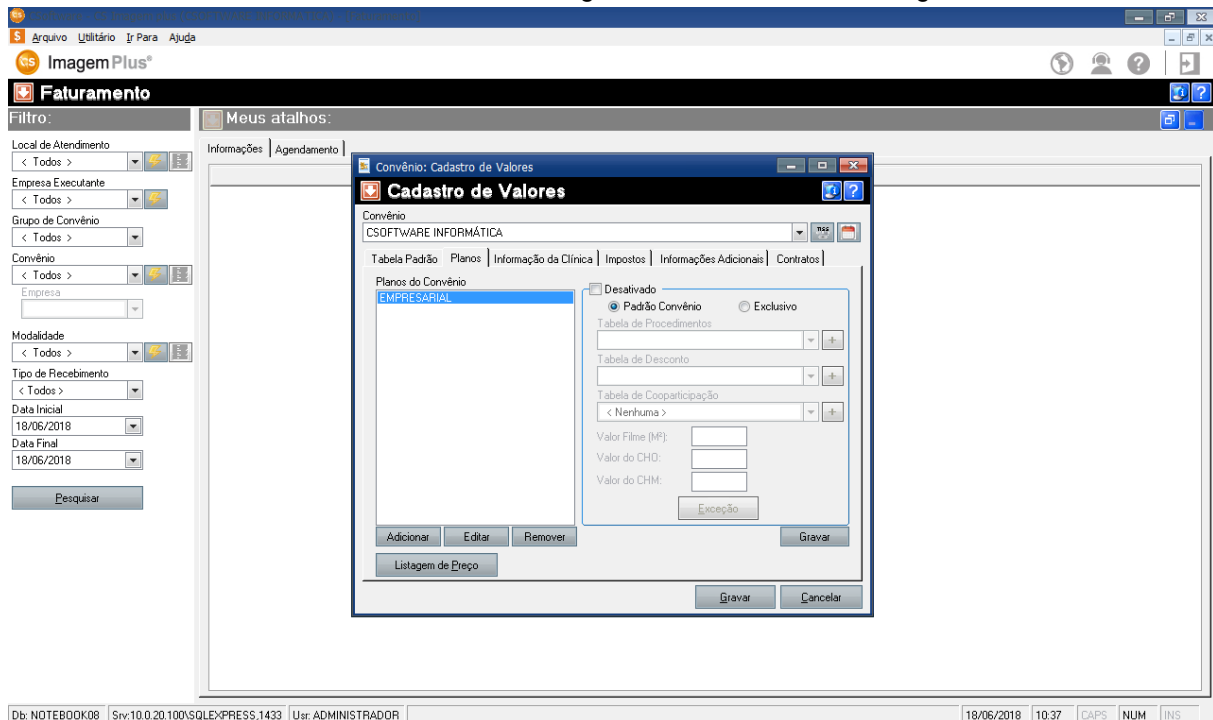 Arquivo Utilitário Ir Para Ajuda
CS ImagemPlus®
Faturamento
Filtro:
Meus atalhos:
Informações Agendamento
Local de Atendimento
< Todos >
Empresa Executante
< Todos >
Grupo de Convênio
< Todos >
Convênio
< Todos >
Empresa
Modalidade
< Todos >
Tipo de Recebimento
< Todos >
Data Inicial
18/06/2018
Data Final
18/06/2018
Pesquisar
Convênio: Cadastro de Valores
Cadastro de Valores
Convênio
CSOFTWARE INFORMÁTICA
Tabela Padrão Planos Informação da Clínica Impostos Informações Adicionais Contratos
Planos do Convênio
EMPRESARIAL
Desativado
Padrão Convênio Exclusivo
Tabela de Procedimentos
Tabela de Desconto
Tabela de Cooparticipação
< Nenhuma >
Valor Filme (M²):
Valor do CHO:
Valor do CHM:
Exceção
Adicionar Editar Remover Gravar
Listagem de Preço
Gravar Cancelar
Db: NOTEBOOK08 Srv:10.0.20.100\SQLEXPRESS,1433 Usr: ADMINISTRADOR 18/06/2018 10:37 CAPS NUM INS